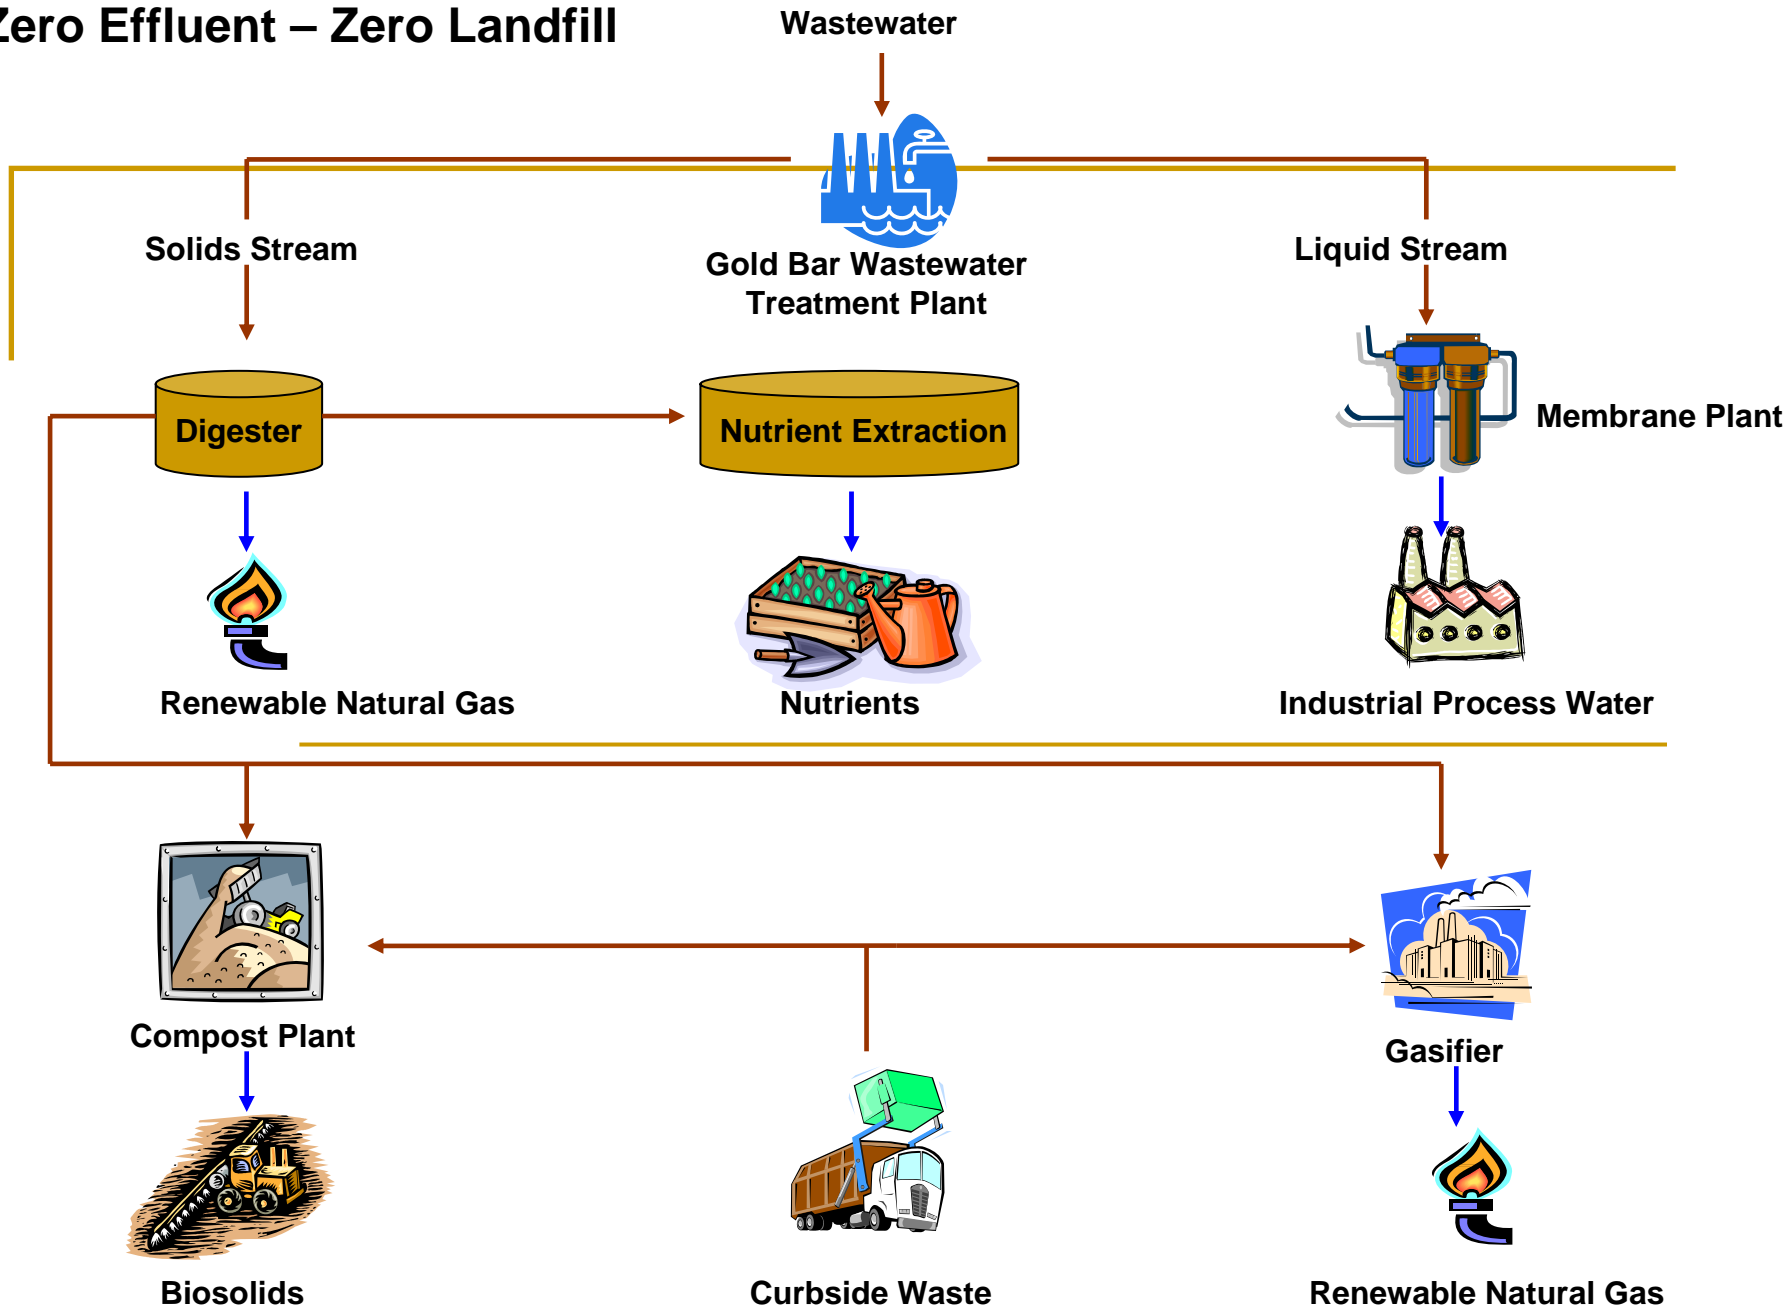 Zero Effluent – Zero Landfill
Wastewater
Solids Stream
Gold Bar Wastewater
Treatment Plant
Liquid Stream
Digester
Nutrient Extraction
Membrane Plant
Renewable Natural Gas
Nutrients
Industrial Process Water
Compost Plant
Gasifier
Biosolids
Curbside Waste
Renewable Natural Gas